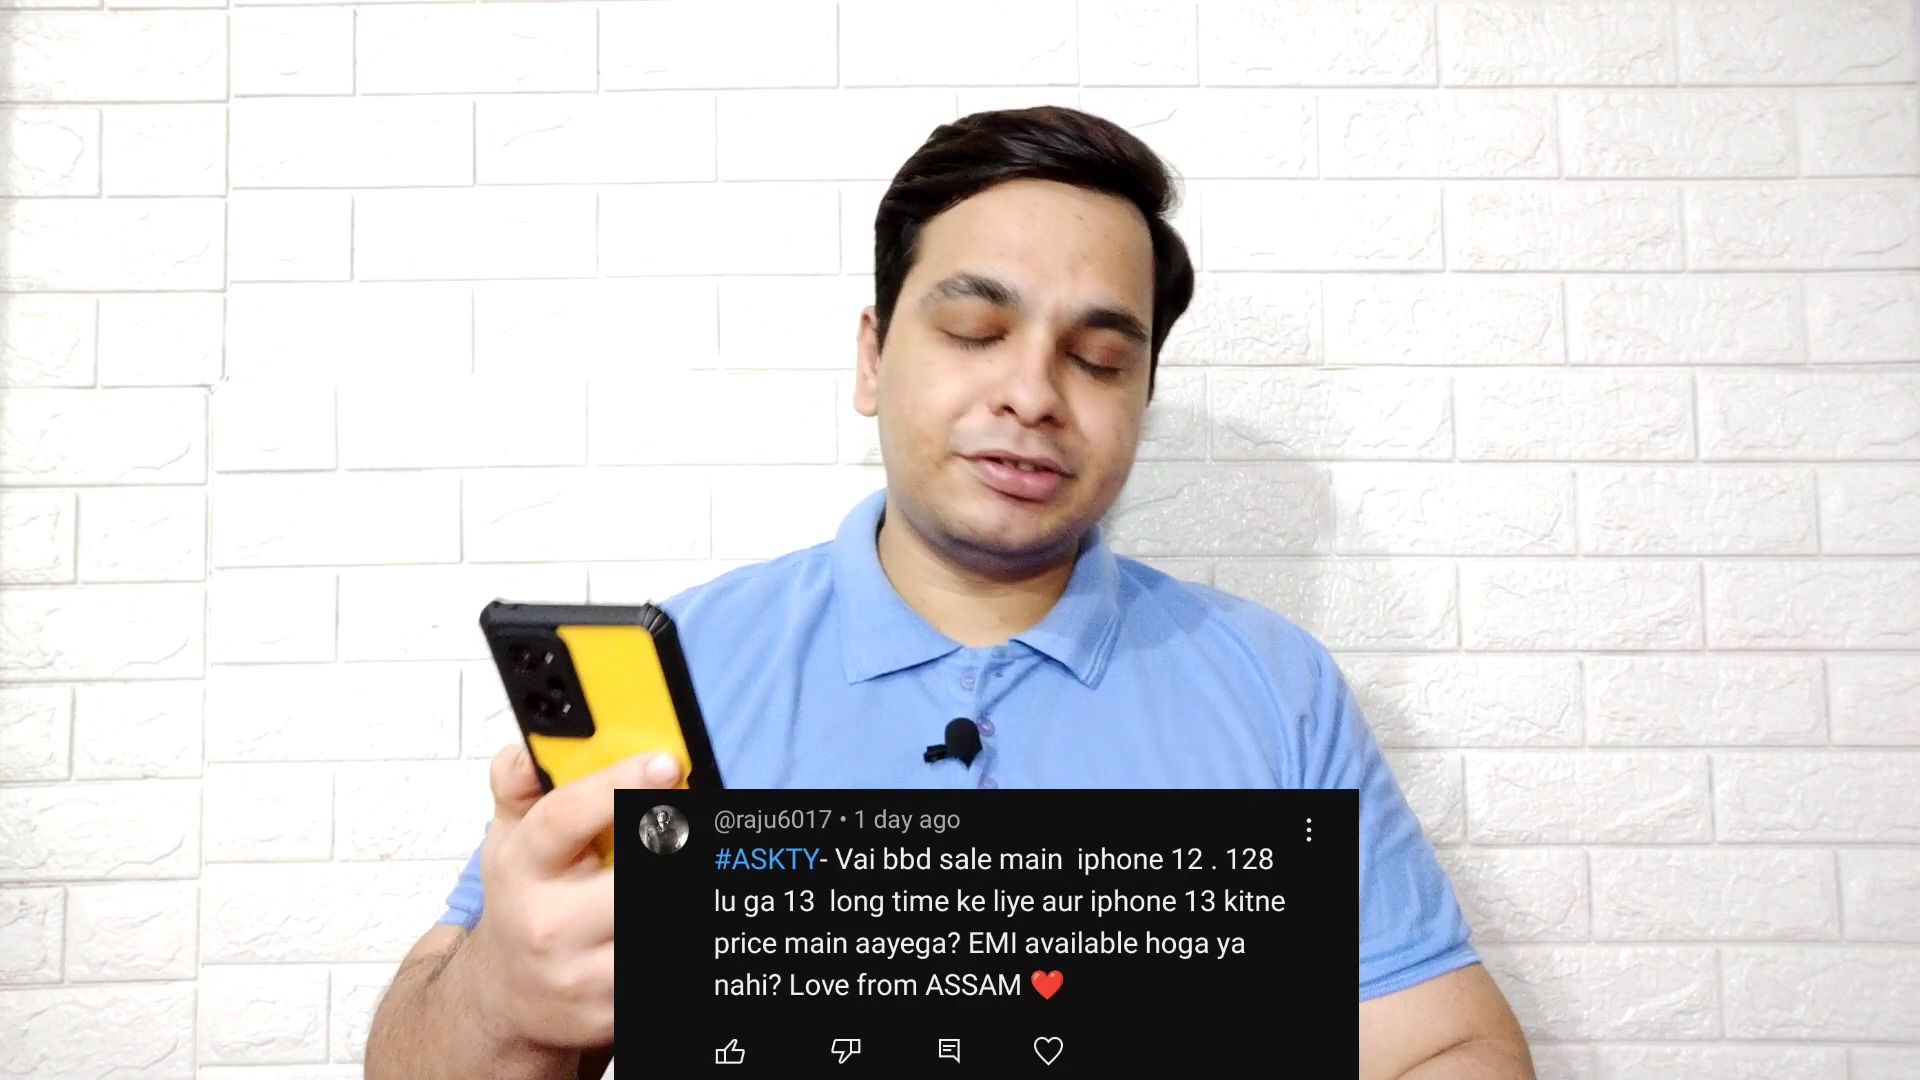 @raju6017 • 1 day ago
#ASKTY- Vai bbd sale main iphone 12 . 128
lu ga 13 long time ke liye aur iphone 13 kitne
price main aayega? EMI available hoga ya
nahi? Love from ASSAM ❤️